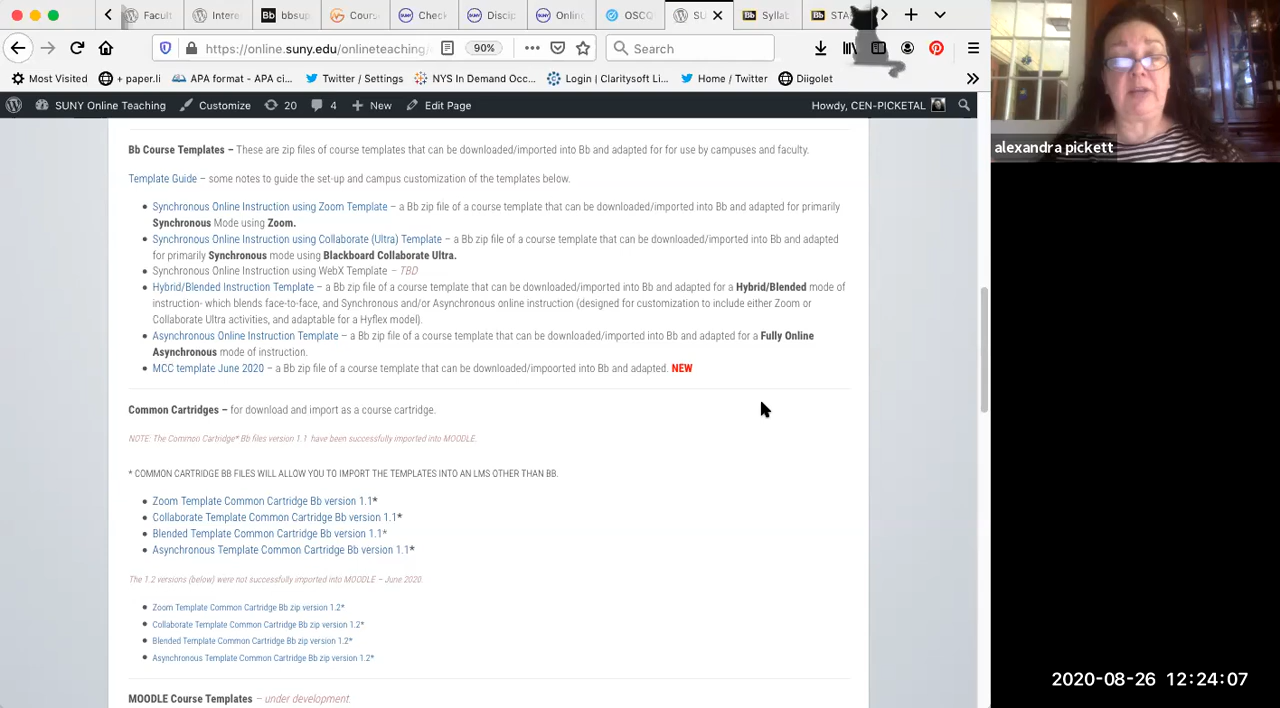 Facult
Intere
bbsup
Course
Check
Discip
Online
OSCQ
SU
Syllab
STA
https://online.suny.edu/onlineteaching/
90%
Search
Most Visited
+ paper.li
APA format - APA ci...
Twitter / Settings
NYS In Demand Occ...
Login | Claritysoft Li...
Home / Twitter
Diigolet
SUNY Online Teaching
Customize
20
4
New
Edit Page
Howdy, CEN-PICKETAL
alexandra pickett
Bb Course Templates – These are zip files of course templates that can be downloaded/imported into Bb and adapted for for use by campuses and faculty.
Template Guide – some notes to guide the set-up and campus customization of the templates below.
Synchronous Online Instruction using Zoom Template – a Bb zip file of a course template that can be downloaded/imported into Bb and adapted for primarily
Synchronous Mode using Zoom.
Synchronous Online Instruction using Collaborate (Ultra) Template – a Bb zip file of a course template that can be downloaded/imported into Bb and adapted
for primarily Synchronous mode using Blackboard Collaborate Ultra.
Synchronous Online Instruction using WebX Template – TBD
Hybrid/Blended Instruction Template – a Bb zip file of a course template that can be downloaded/imported into Bb and adapted for a Hybrid/Blended mode of
instruction- which blends face-to-face, and Synchronous and/or Asynchronous online instruction (designed for customization to include either Zoom or
Collaborate Ultra activities, and adaptable for a Hyflex model).
Asynchronous Online Instruction Template – a Bb zip file of a course template that can be downloaded/imported into Bb and adapted for a Fully Online
Asynchronous mode of instruction.
MCC template June 2020 – a Bb zip file of a course template that can be downloaded/impoorted into Bb and adapted. NEW
Common Cartridges – for download and import as a course cartridge.
NOTE: The Common Cartridge* Bb files version 1.1 have been successfully imported into MOODLE.
* COMMON CARTRIDGE BB FILES WILL ALLOW YOU TO IMPORT THE TEMPLATES INTO AN LMS OTHER THAN BB.
Zoom Template Common Cartridge Bb version 1.1*
Collaborate Template Common Cartridge Bb version 1.1*
Blended Template Common Cartridge Bb version 1.1*
Asynchronous Template Common Cartridge Bb version 1.1*
The 1.2 versions (below) were not successfully imported into MOODLE – June 2020.
Zoom Template Common Cartridge Bb zip version 1.2*
Collaborate Template Common Cartridge Bb zip version 1.2*
Blended Template Common Cartridge Bb zip version 1.2*
Asynchronous Template Common Cartridge Bb zip version 1.2*
MOODLE Course Templates – under development.
2020-08-26 12:24:07